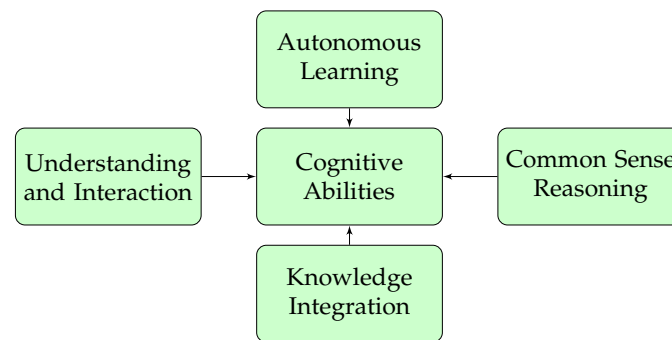 Autonomous
Learning
Understanding
and Interaction
Cognitive
Abilities
Common Sense
Reasoning
Knowledge
Integration